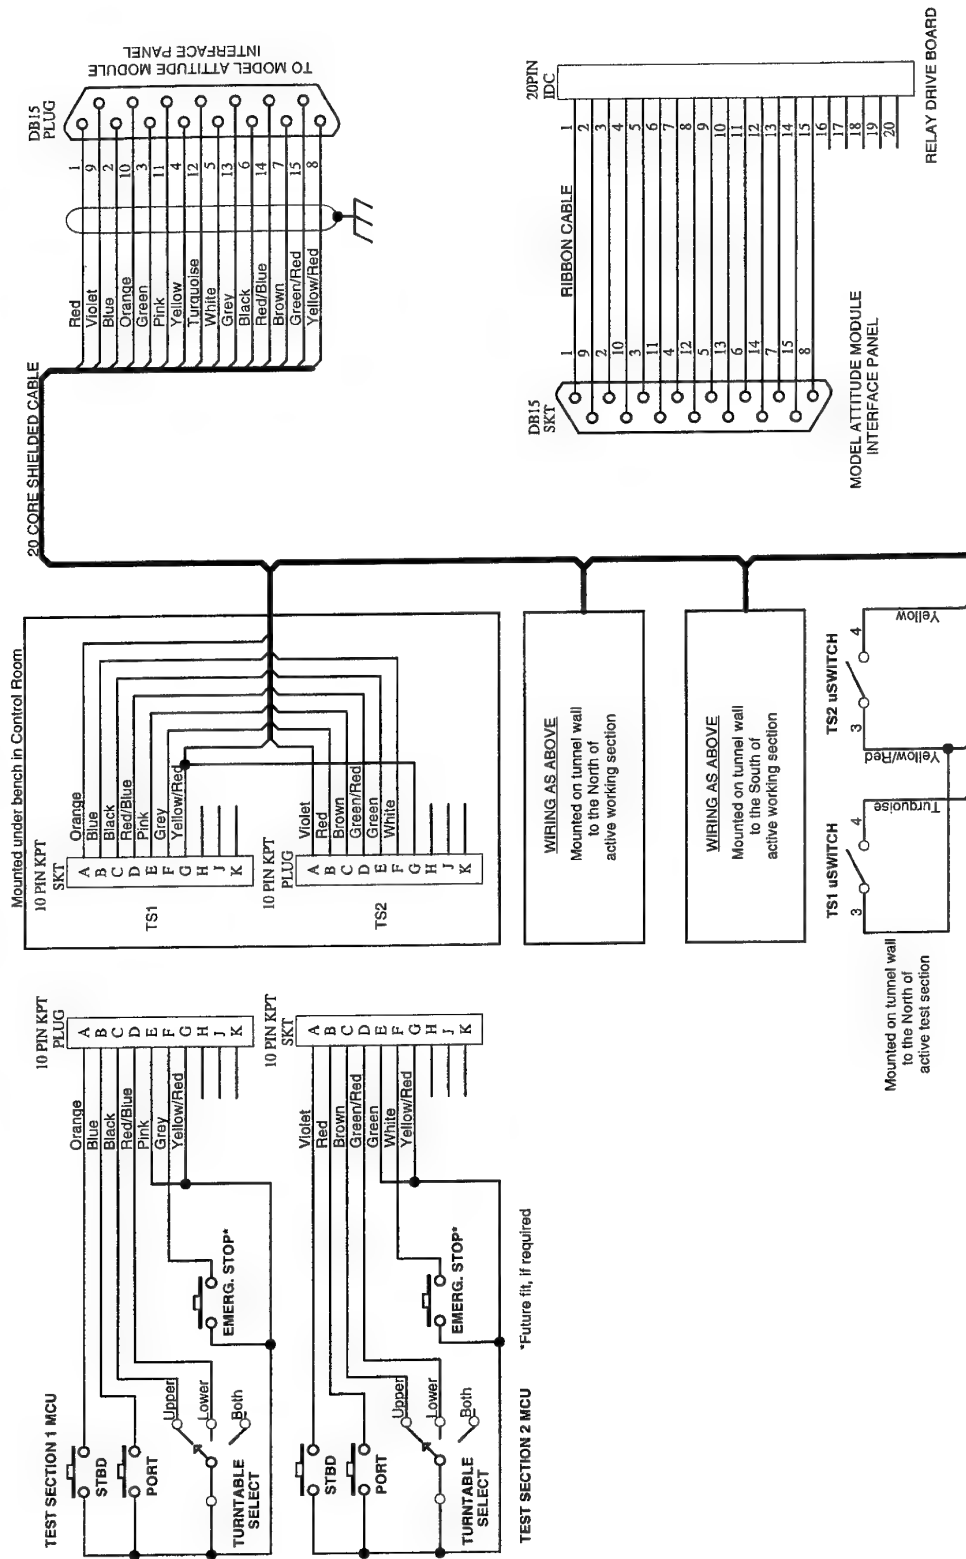 TEST SECTION 1 MCU
STBD
PORT
TURNTABLE
SELECT
Upper
Lower
Both
EMERG. STOP*
Orange
Blue
Black
Red/Blue
Pink
Grey
Yellow/Red
10 PIN KPT
PLUG
A
B
C
D
E
F
G
H
J
K
TEST SECTION 2 MCU
STBD
PORT
TURNTABLE
SELECT
Upper
Lower
Both
EMERG. STOP*
*Future fit, if required
Violet
Red
Brown
Green/Red
Green
White
Yellow/Red
10 PIN KPT
SKT
A
B
C
D
E
F
G
H
J
K
Mounted under bench in Control Room
10 PIN KPT
SKT
A
B
C
D
E
F
G
H
J
K
TS1
Orange
Blue
Black
Red/Blue
Pink
Grey
Yellow/Red
10 PIN KPT
PLUG
A
B
C
D
E
F
G
H
J
K
TS2
Violet
Red
Brown
Green/Red
Green
White
WIRING AS ABOVE
Mounted on tunnel wall
to the North of
active working section
WIRING AS ABOVE
Mounted on tunnel wall
to the South of
active working section
Mounted on tunnel wall
to the North of
active test section
TS1 uSWITCH
3
4
Turquoise
Yellow/Red
TS2 uSWITCH
3
4
Yellow
20 CORE SHIELDED CABLE
Red
Violet
Blue
Orange
Green
Pink
Yellow
Turquoise
White
Grey
Black
Red/Blue
Brown
Green/Red
Yellow/Red
1
9
2
10
3
11
4
12
5
13
6
14
7
15
8
DB15
PLUG
TO MODEL ATTITUDE MODULE
INTERFACE PANEL
DB15
SKT
1
9
2
10
3
11
4
12
5
13
6
14
7
15
8
MODEL ATTITUDE MODULE
INTERFACE PANEL
RIBBON CABLE
20PIN
IDC
1
2
3
4
5
6
7
8
9
10
11
12
13
14
15
16
17
18
19
20
RELAY DRIVE BOARD